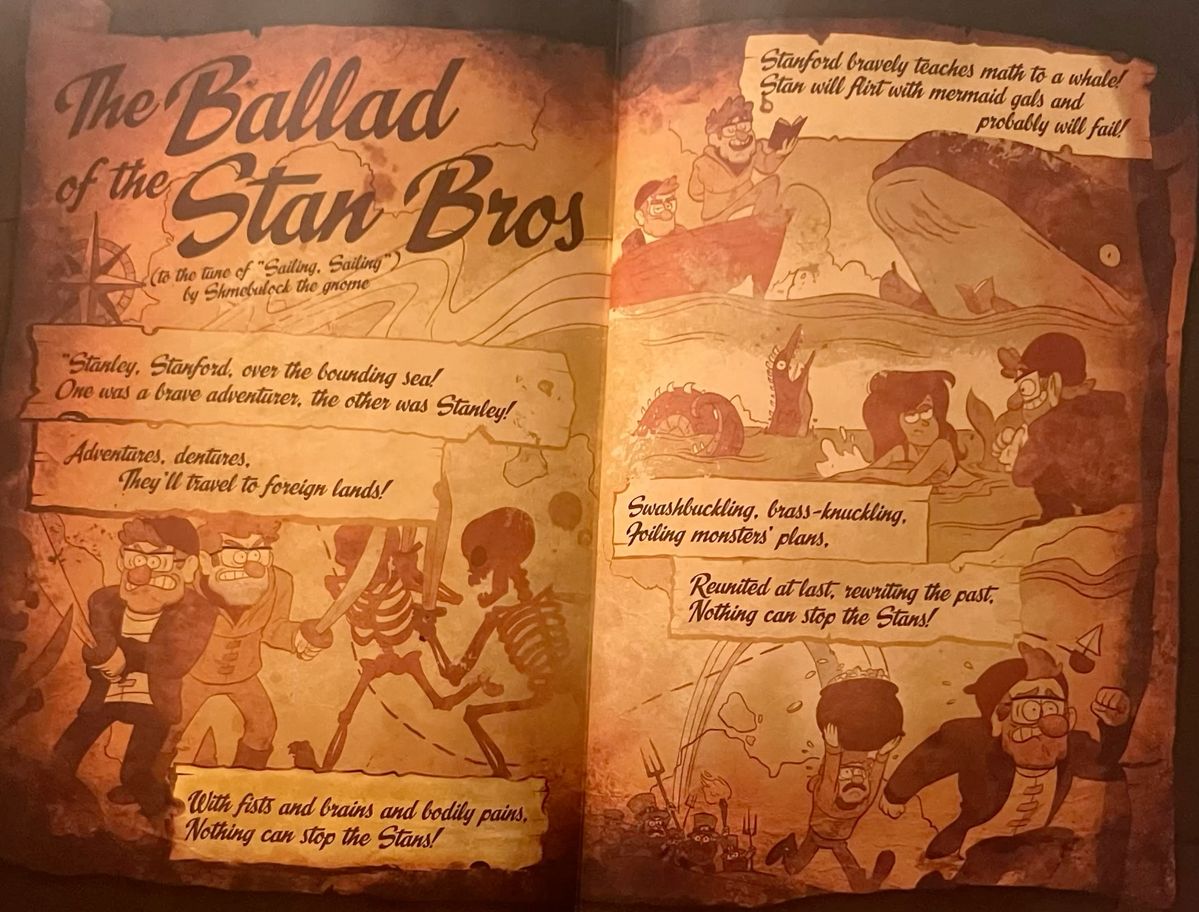 The Ballad
of the Stan Bros
(to the tune of "Sailing, Sailing")
by Shmebulock the gnome
"Stanley, Stanford, over the bounding sea!
One was a brave adventurer, the other was Stanley!
Adventures, dentures,
They'll travel to foreign lands!
With fists and brains and bodily pains,
Nothing can stop the Stans!
Stanford bravely teaches math to a whale!
Stan will flirt with mermaid gals and
probably will fail!
Swashbuckling, brass-knuckling,
Foiling monsters' plans,
Reunited at last, rewriting the past,
Nothing can stop the Stans!